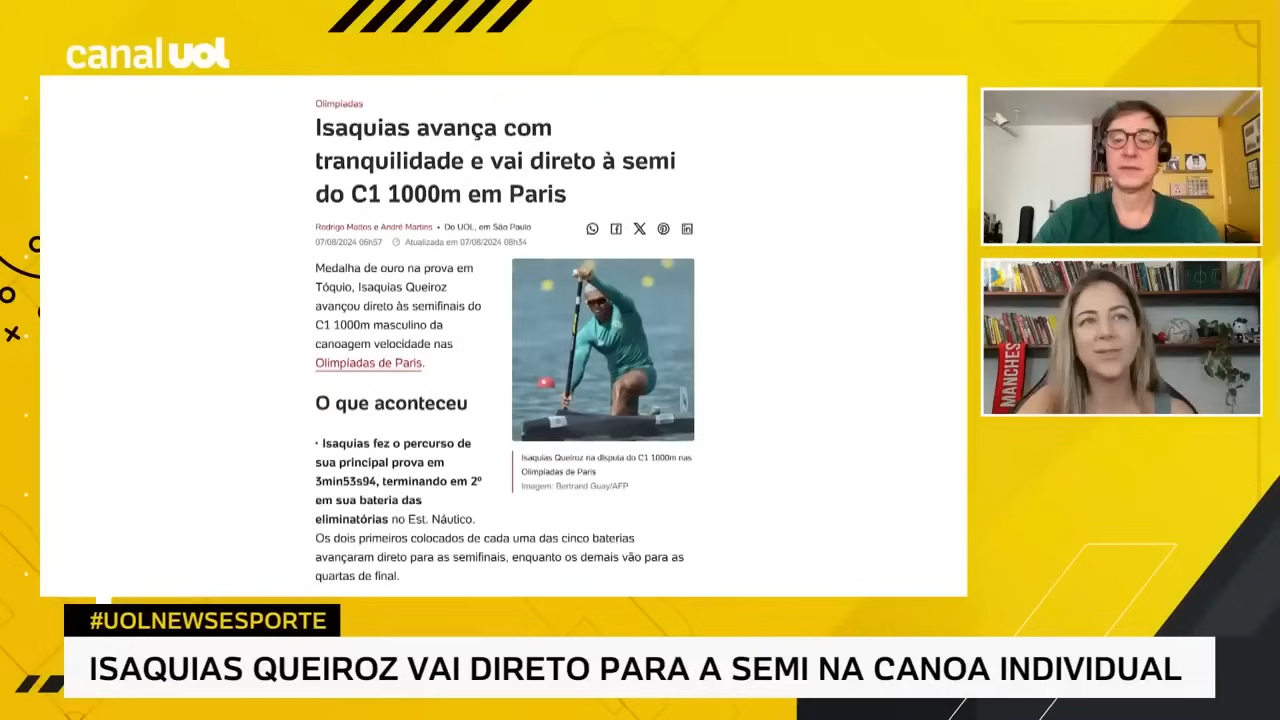 canal uol
Olimpíadas
Isaquias avança com
tranquilidade e vai direto à semi
do C1 1000m em Paris
Rodrigo Mattos e André Martins • Do UOL, em São Paulo
07/08/2024 06h57 Atualizada em 07/08/2024 08h34
Medalha de ouro na prova em
Tóquio, Isaquias Queiroz
avançou direto às semifinais do
C1 1000m masculino da
canoagem velocidade nas
Olimpíadas de Paris.
O que aconteceu
· Isaquias fez o percurso de
sua principal prova em
3min53s94, terminando em 2º
em sua bateria das
eliminatórias no Est. Náutico.
Os dois primeiros colocados de cada uma das cinco baterias
avançaram direto para as semifinais, enquanto os demais vão para as
quartas de final.
Isaquias Queiroz na disputa do C1 1000m nas
Olimpíadas de Paris
Imagem: Bertrand Guay/AFP
MANCHES
#UOLNEWSESPORTE
ISAQUIAS QUEIROZ VAI DIRETO PARA A SEMI NA CANOA INDIVIDUAL